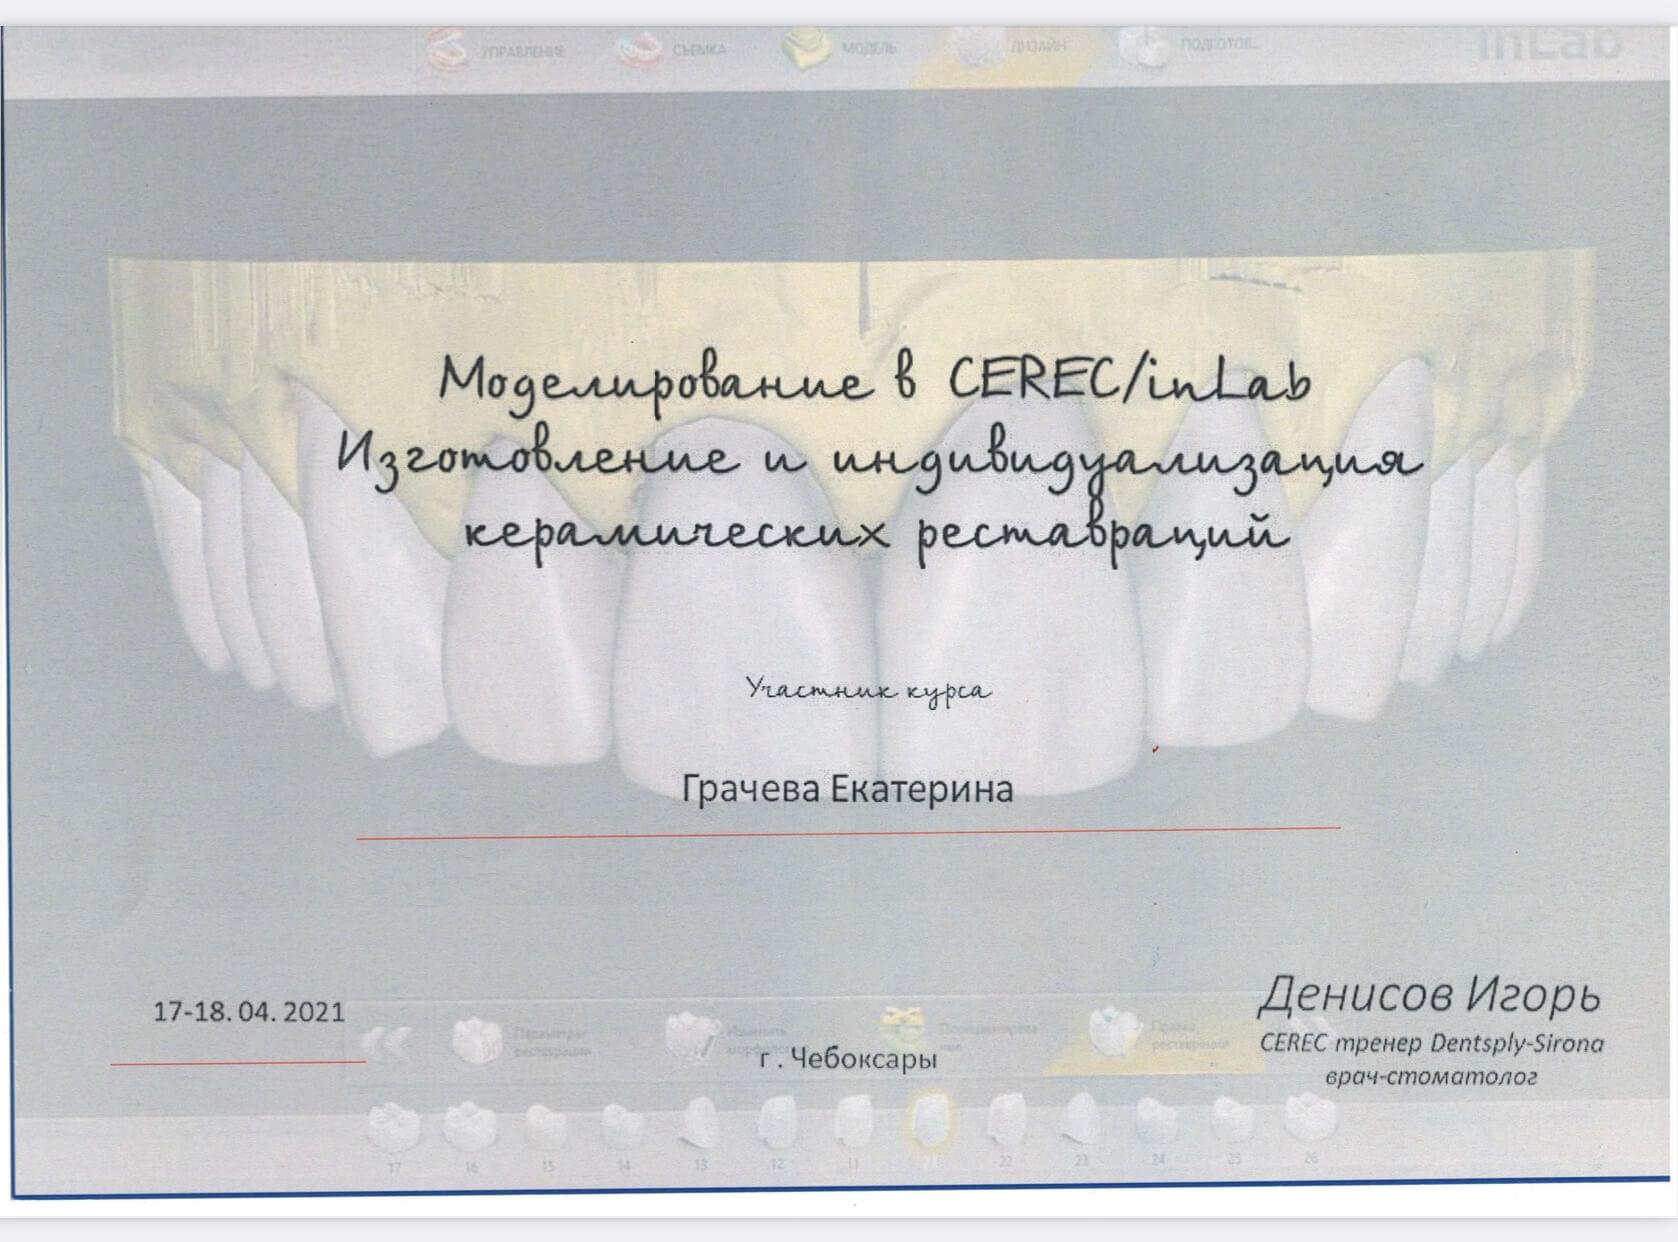 УПРАВЛЕНИЕ СЪЕМКА МОДЕЛЬ ДИЗАЙН ПОДГОТОВ... inLab
Моделирование в CEREC/inLab
Изготовление и индивидуализация
керамических реставраций
Участник курса
Грачева Екатерина
17-18.04.2021
Параметры
реставрации
Изменить
Правка
реставрации
г. Чебоксары
Денисов Игорь
CEREC тренер Dentsply-Sirona
врач-стоматолог
17 16 15 14 13 12 11 21 22 23 24 25 26